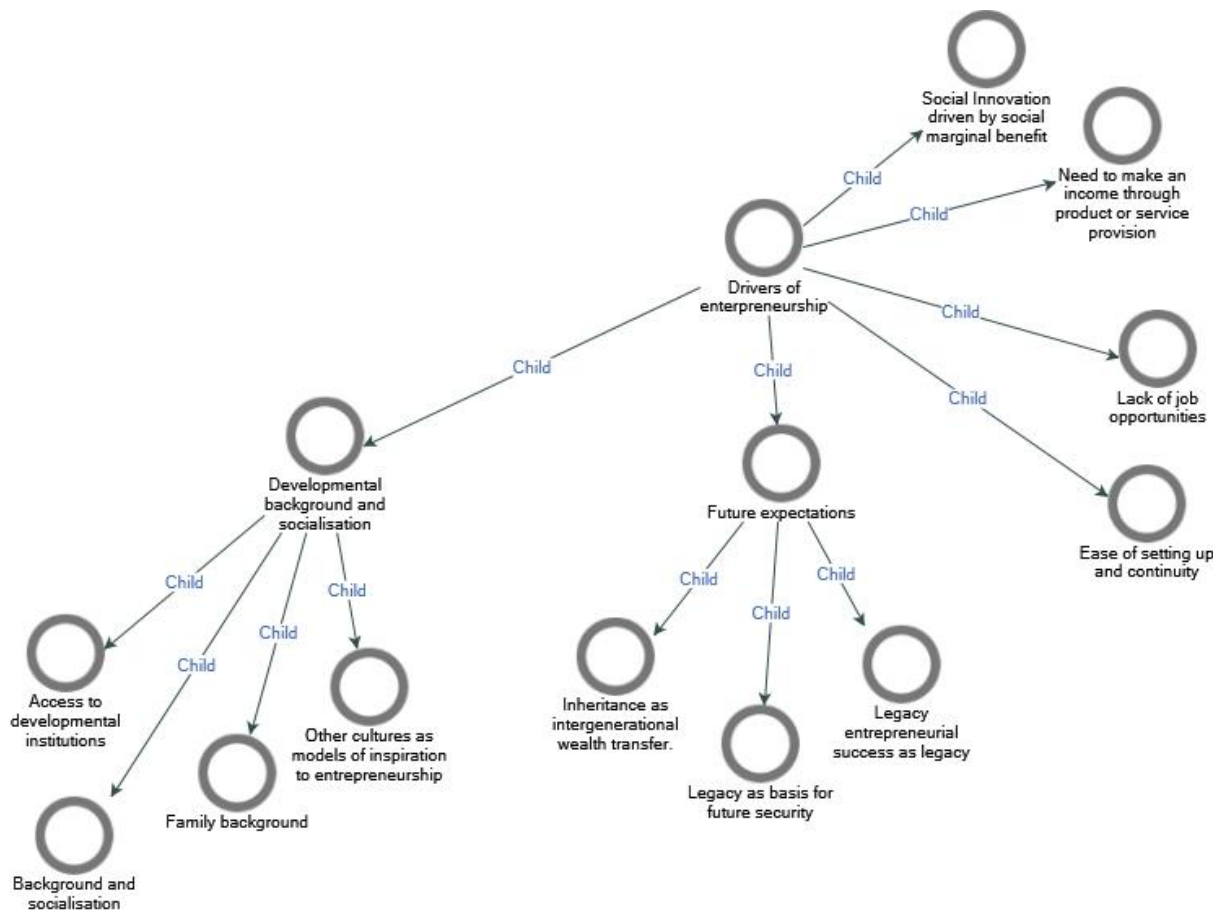 Social Innovation
driven by social
marginal benefit
Child
Need to make an
income through
product or service
provision
Child
Drivers of
enterpreneurship
Child
Lack of job
opportunities
Child
Ease of setting up
and continuity
Child
Child
Developmental
background and
socialisation
Future expectations
Child
Child
Child
Child
Child
Child
Child
Access to
developmental
institutions
Background and
socialisation
Family background
Other cultures as
models of inspiration
to entrepreneurship
Inheritance as
intergenerational
wealth transfer.
Legacy as basis for
future security
Legacy
entrepreneurial
success as legacy